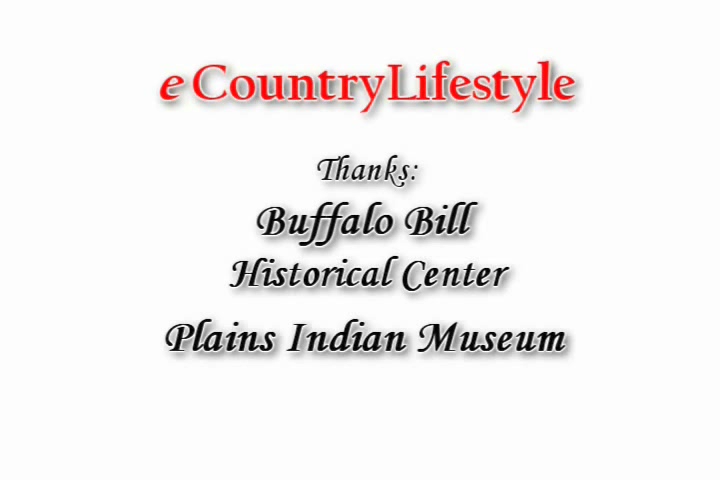 e CountryLifestyle
Thanks:
Buffalo Bill
Historical Center
Plains Indian Museum